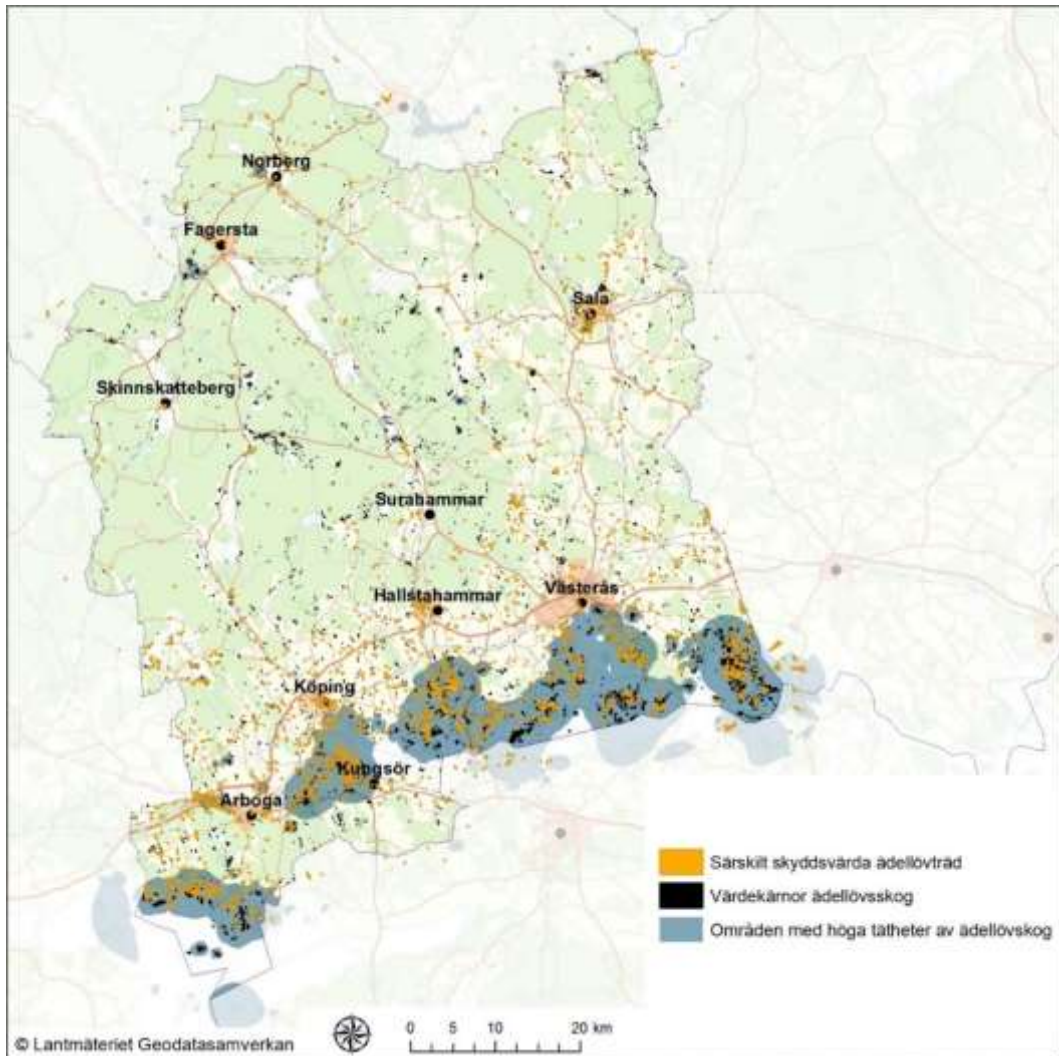 Norberg
Fagersta
Sala
Skinnskatteberg
Surahammar
Hallstahammar
Västerås
Köping
Kungsör
Arboga
Särskilt skyddsvärda ädellövträd
Värdekärnor ädellövsskog
Områden med höga tätheter av ädellövskog
0 5 10 20 km
© Lantmäteriet Geodatasamverkan